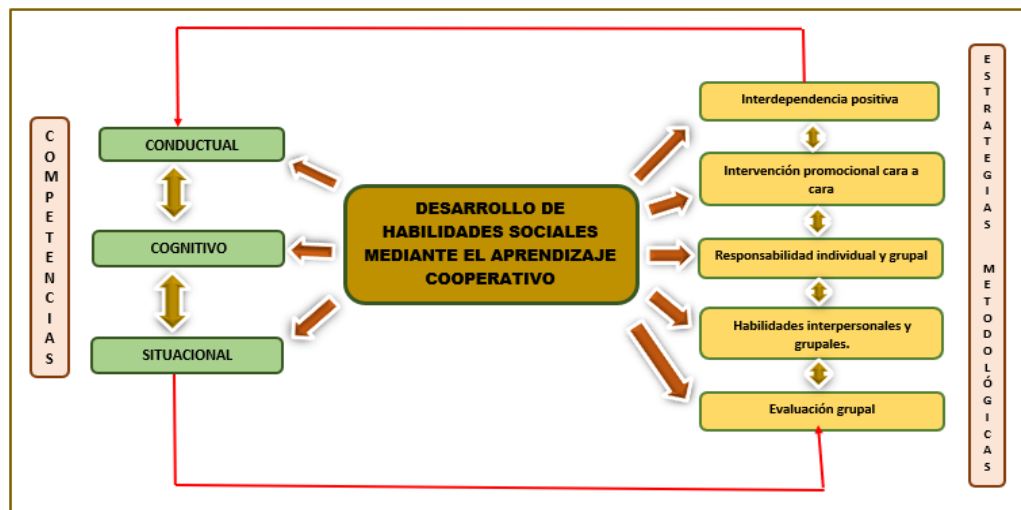 COMPETENCIAS
CONDUCTUAL
COGNITIVO
SITUACIONAL
DESARROLLO DE
HABILIDADES SOCIALES
MEDIANTE EL APRENDIZAJE
COOPERATIVO
Interdependencia positiva
Intervención promocional cara a
cara
Responsabilidad individual y grupal
Habilidades interpersonales y
grupales.
Evaluación grupal
ESTRATEGIAS METODOLÓGICAS